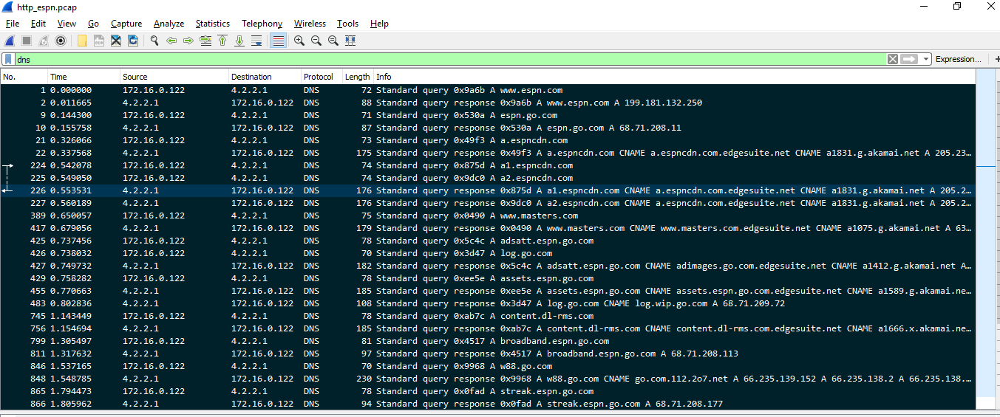 http_espn.pcap
File Edit View Go Capture Analyze Statistics Telephony Wireless Tools Help
dns Expression... +
No. Time Source Destination Protocol Length Info
1 0.000000 172.16.0.122 4.2.2.1 DNS 72 Standard query 0x9a6b A www.espn.com
2 0.011665 4.2.2.1 172.16.0.122 DNS 88 Standard query response 0x9a6b A www.espn.com A 199.181.132.250
9 0.144300 172.16.0.122 4.2.2.1 DNS 71 Standard query 0x530a A espn.go.com
10 0.155758 4.2.2.1 172.16.0.122 DNS 87 Standard query response 0x530a A espn.go.com A 68.71.208.11
21 0.326066 172.16.0.122 4.2.2.1 DNS 73 Standard query 0x49f3 A a.espncdn.com
22 0.337568 4.2.2.1 172.16.0.122 DNS 175 Standard query response 0x49f3 A a.espncdn.com CNAME a.espncdn.com.edgesuite.net CNAME a1831.g.akamai.net A 205.23…
224 0.542078 172.16.0.122 4.2.2.1 DNS 74 Standard query 0x875d A a1.espncdn.com
225 0.549050 172.16.0.122 4.2.2.1 DNS 74 Standard query 0x9dc0 A a2.espncdn.com
226 0.553531 4.2.2.1 172.16.0.122 DNS 176 Standard query response 0x875d A a1.espncdn.com CNAME a.espncdn.com.edgesuite.net CNAME a1831.g.akamai.net A 205.2…
227 0.560189 4.2.2.1 172.16.0.122 DNS 176 Standard query response 0x9dc0 A a2.espncdn.com CNAME a.espncdn.com.edgesuite.net CNAME a1831.g.akamai.net A 205.2…
389 0.650057 172.16.0.122 4.2.2.1 DNS 75 Standard query 0x0490 A www.masters.com
417 0.679056 4.2.2.1 172.16.0.122 DNS 179 Standard query response 0x0490 A www.masters.com CNAME www.masters.com.edgesuite.net CNAME a1075.g.akamai.net A 63…
425 0.737456 172.16.0.122 4.2.2.1 DNS 78 Standard query 0x5c4c A adsatt.espn.go.com
426 0.738032 172.16.0.122 4.2.2.1 DNS 70 Standard query 0x3d47 A log.go.com
427 0.749732 4.2.2.1 172.16.0.122 DNS 182 Standard query response 0x5c4c A adsatt.espn.go.com CNAME adimages.go.com.edgesuite.net CNAME a1412.g.akamai.net A…
429 0.758282 172.16.0.122 4.2.2.1 DNS 78 Standard query 0xee5e A assets.espn.go.com
455 0.770663 4.2.2.1 172.16.0.122 DNS 185 Standard query response 0xee5e A assets.espn.go.com CNAME assets.espn.go.com.edgesuite.net CNAME a1589.g.akamai.ne…
483 0.802836 4.2.2.1 172.16.0.122 DNS 108 Standard query response 0x3d47 A log.go.com CNAME log.wip.go.com A 68.71.209.72
745 1.143449 172.16.0.122 4.2.2.1 DNS 78 Standard query 0xab7c A content.dl-rms.com
756 1.154694 4.2.2.1 172.16.0.122 DNS 185 Standard query response 0xab7c A content.dl-rms.com CNAME content.dl-rms.com.edgesuite.net CNAME a1666.x.akamai.ne…
799 1.305497 172.16.0.122 4.2.2.1 DNS 81 Standard query 0x4517 A broadband.espn.go.com
811 1.317632 4.2.2.1 172.16.0.122 DNS 97 Standard query response 0x4517 A broadband.espn.go.com A 68.71.208.113
846 1.537165 172.16.0.122 4.2.2.1 DNS 70 Standard query 0x9968 A w88.go.com
848 1.548785 4.2.2.1 172.16.0.122 DNS 230 Standard query response 0x9968 A w88.go.com CNAME go.com.112.2o7.net A 66.235.139.152 A 66.235.138.2 A 66.235.138.…
865 1.794473 172.16.0.122 4.2.2.1 DNS 78 Standard query 0x0fad A streak.espn.go.com
866 1.805962 4.2.2.1 172.16.0.122 DNS 94 Standard query response 0x0fad A streak.espn.go.com A 68.71.208.177